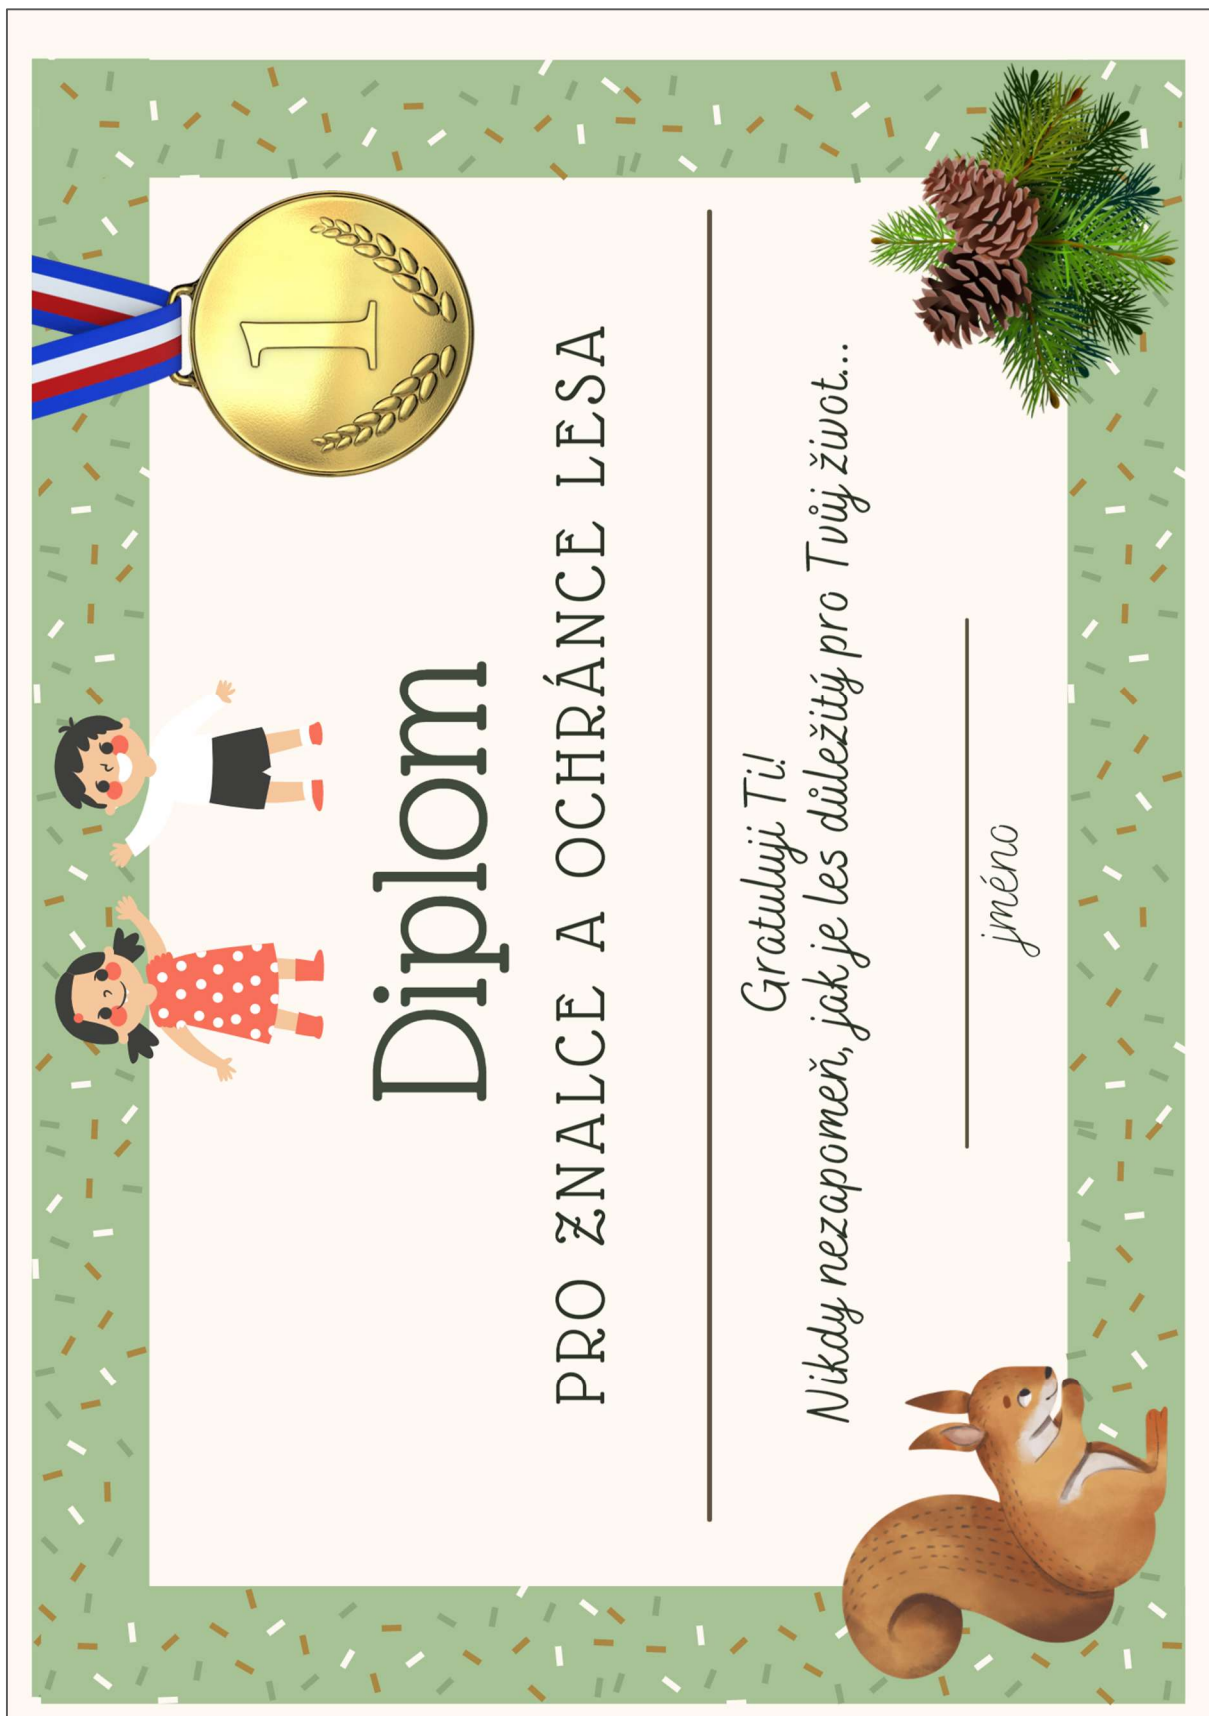 1
Diplom
PRO ZNALCE A OCHRÁNCE LESA
Gratuluji Ti!
Nikdy nezapomeň, jak je les důležitý pro Tvůj život...
jméno